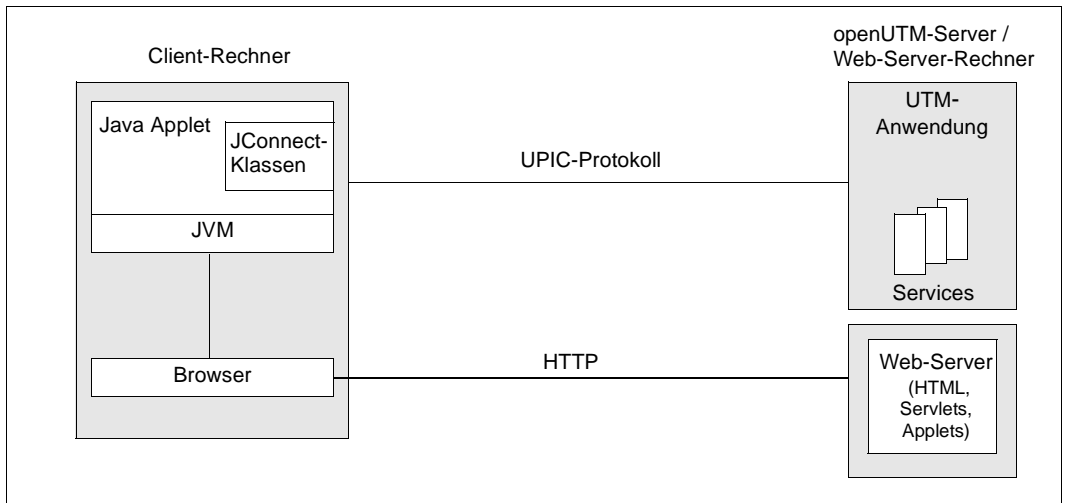 Client-Rechner
openUTM-Server /
Web-Server-Rechner
Java Applet
JConnect-
Klassen
JVM
Browser
UPIC-Protokoll
HTTP
UTM-
Anwendung
Services
Web-Server
(HTML,
Servlets,
Applets)